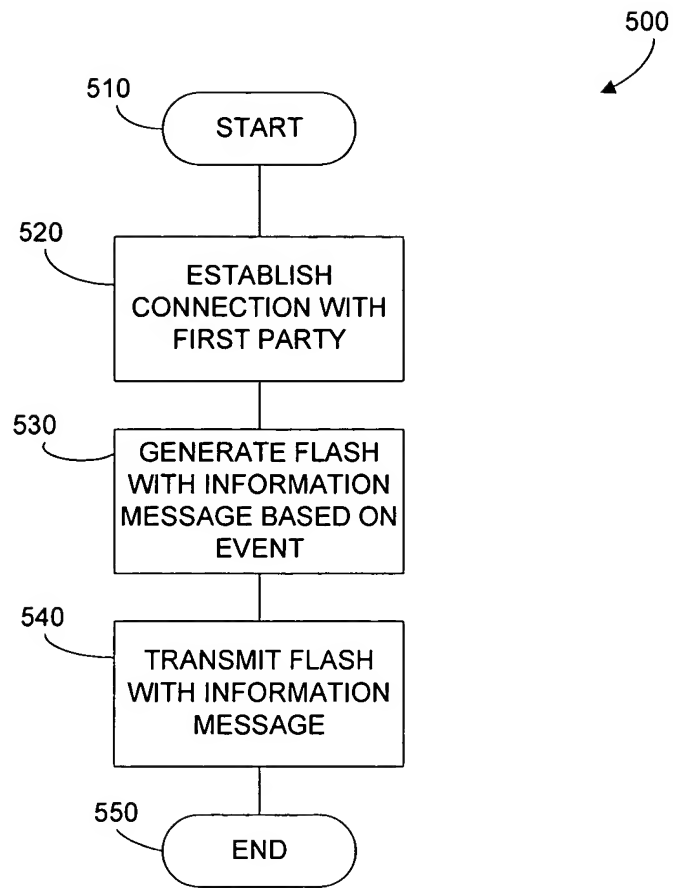 500
510
START
520
ESTABLISH
CONNECTION WITH
FIRST PARTY
530
GENERATE FLASH
WITH INFORMATION
MESSAGE BASED ON
EVENT
540
TRANSMIT FLASH
WITH INFORMATION
MESSAGE
550
END